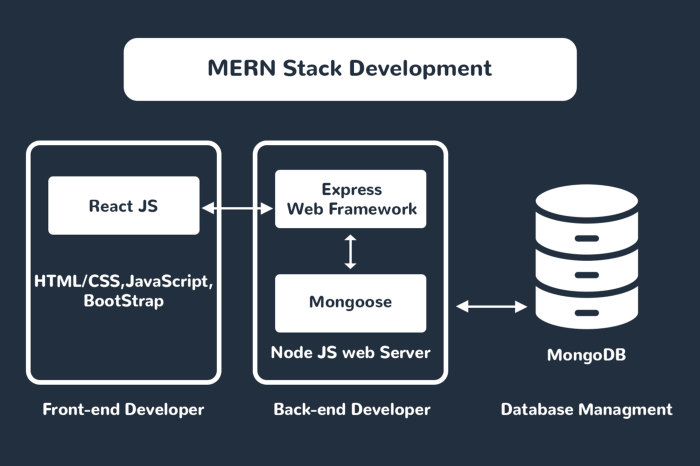 MERN Stack Development
React JS
HTML/CSS,JavaScript,
BootStrap
Front-end Developer
Express
Web Framework
Mongoose
Node JS web Server
Back-end Developer
MongoDB
Database Managment